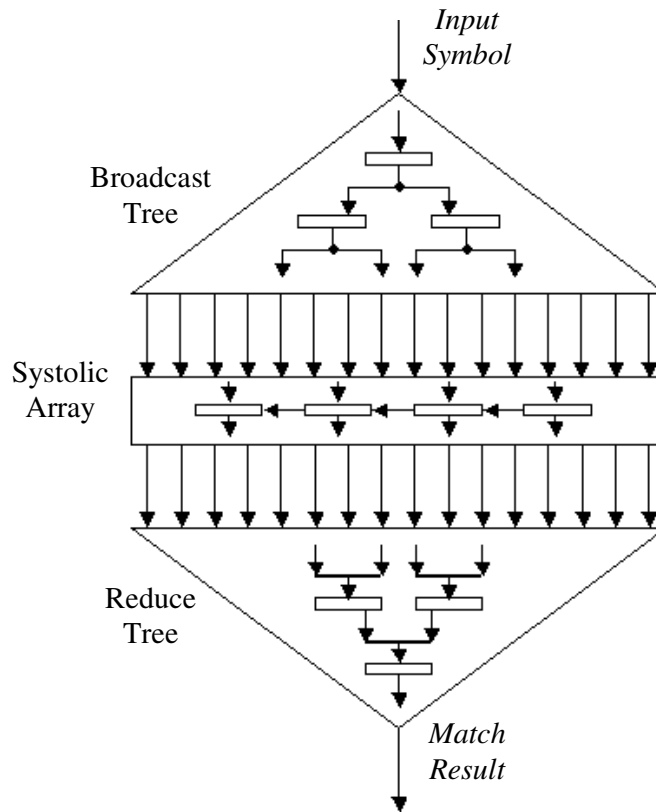 Input
Symbol
Broadcast
Tree
Systolic
Array
Reduce
Tree
Match
Result